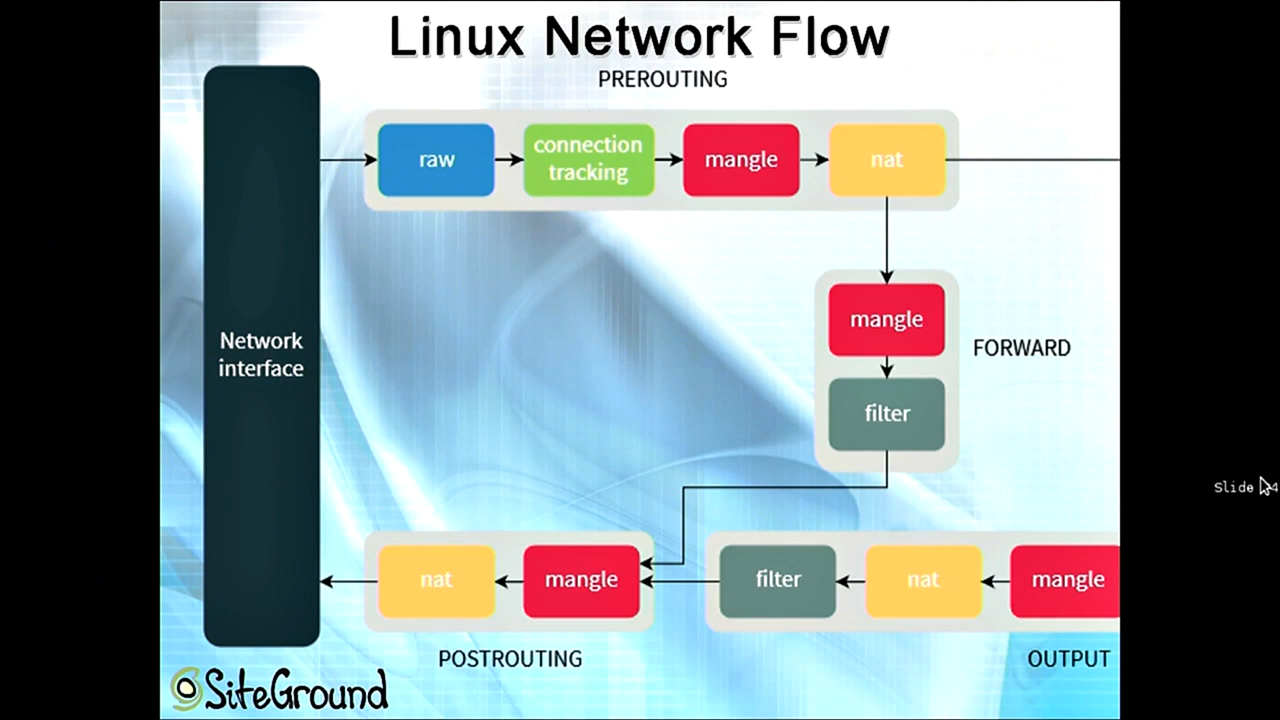 Linux Network Flow
PREROUTING
raw
connection
tracking
mangle
nat
Network
interface
mangle
FORWARD
filter
Slide
nat
mangle
filter
nat
mangle
POSTROUTING
OUTPUT
SiteGround